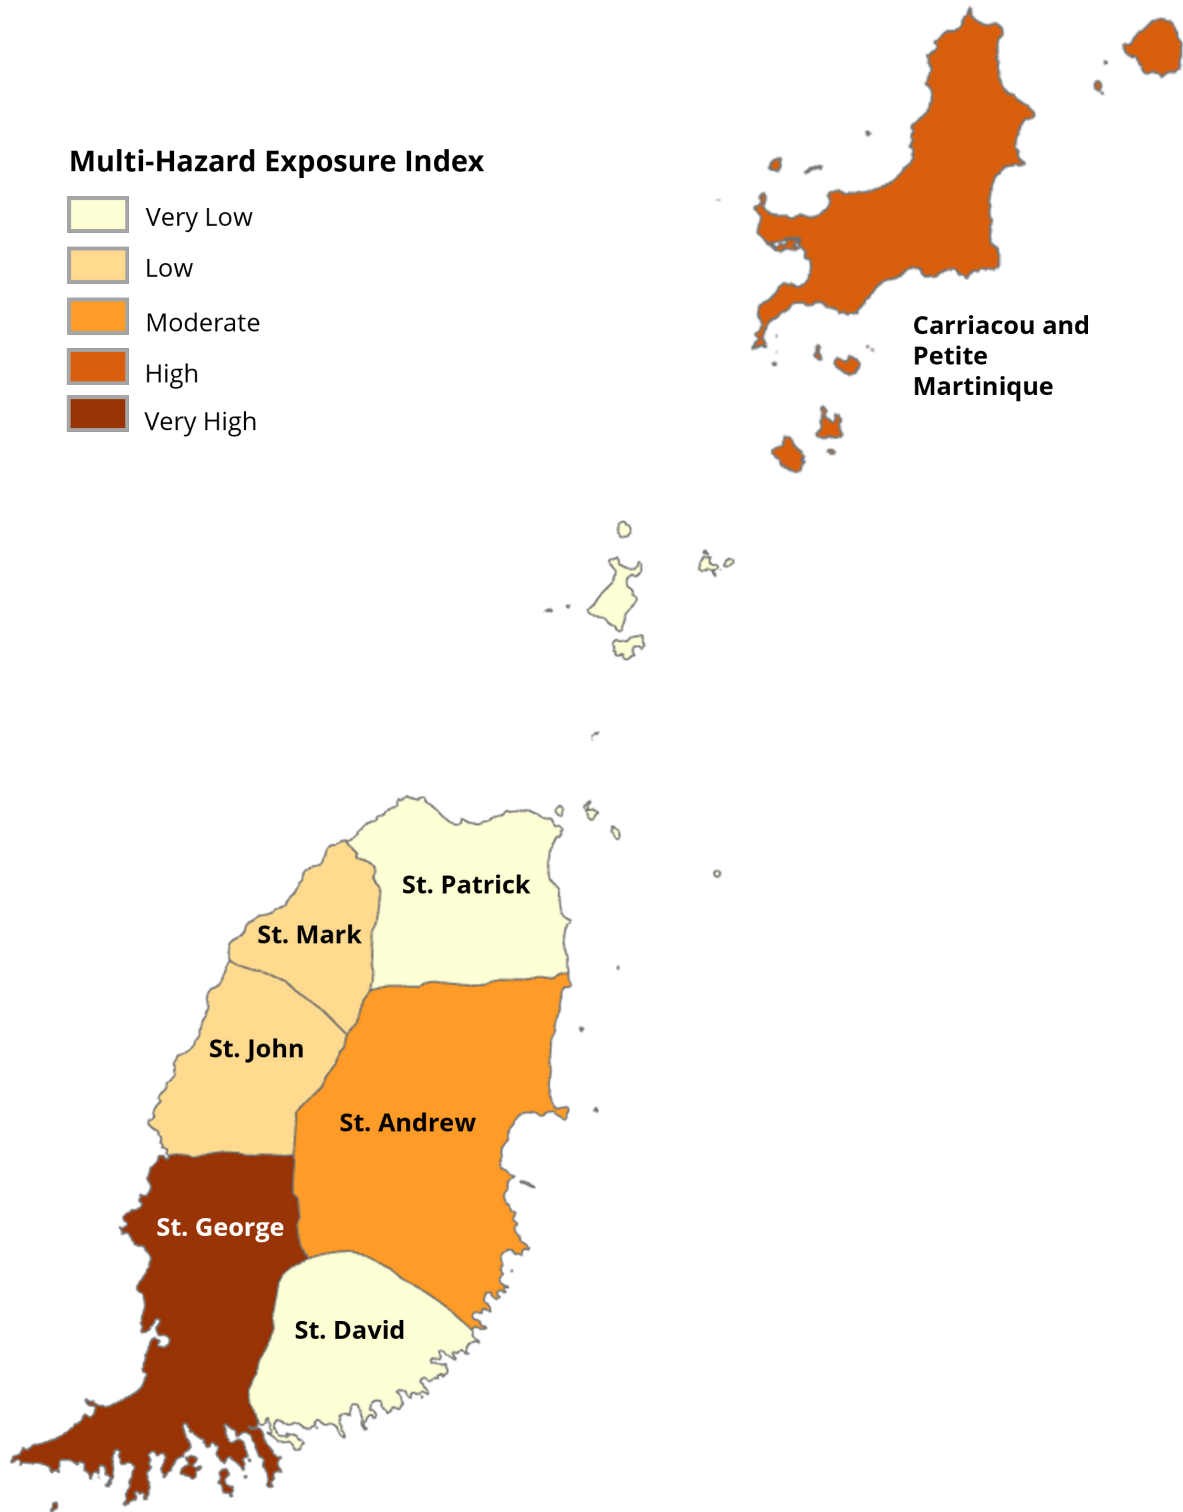 Multi-Hazard Exposure Index
Very Low
Low
Moderate
High
Very High
Carriacou and
Petite
Martinique
St. Patrick
St. Mark
St. John
St. Andrew
St. George
St. David